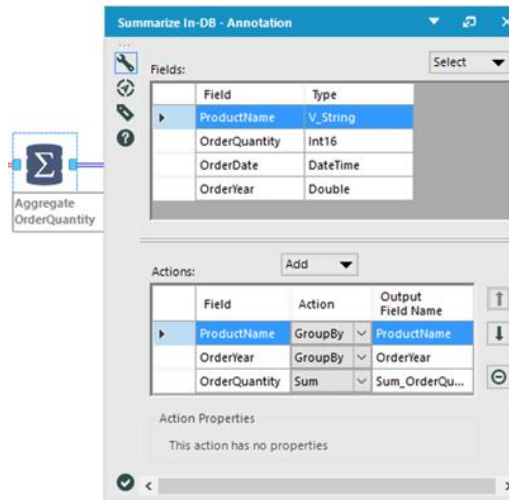 Summarize In-DB - Annotation
Select
Fields:
Field Type
ProductName V_String
OrderQuantity Int16
OrderDate DateTime
OrderYear Double
Aggregate
OrderQuantity
Add
Actions:
Field Action Output
Field Name
ProductName GroupBy ProductName
OrderYear GroupBy OrderYear
OrderQuantity Sum Sum_OrderQu...
Action Properties
This action has no properties